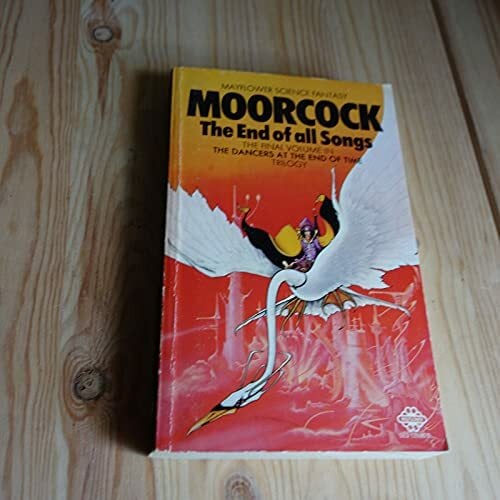 MAYFLOWER SCIENCE FANTASY
MOORCOCK
The End of all Songs
THE FINAL VOLUME IN
THE DANCERS AT THE END OF TIME
TRILOGY